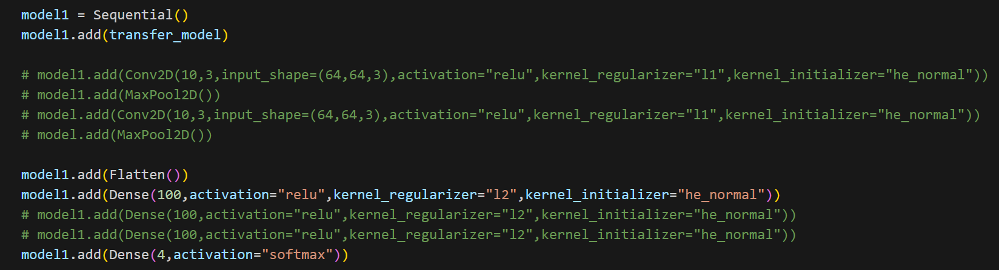 model1 = Sequential()
model1.add(transfer_model)
# model1.add(Conv2D(10,3,input_shape=(64,64,3),activation="relu",kernel_regularizer="l1",kernel_initializer="he_normal"))
# model1.add(MaxPool2D())
# model.add(Conv2D(10,3,input_shape=(64,64,3),activation="relu",kernel_regularizer="l1",kernel_initializer="he_normal"))
# model.add(MaxPool2D())
model1.add(Flatten())
model1.add(Dense(100,activation="relu",kernel_regularizer="l2",kernel_initializer="he_normal"))
# model1.add(Dense(100,activation="relu",kernel_regularizer="l2",kernel_initializer="he_normal"))
# model1.add(Dense(100,activation="relu",kernel_regularizer="l2",kernel_initializer="he_normal"))
model1.add(Dense(4,activation="softmax"))